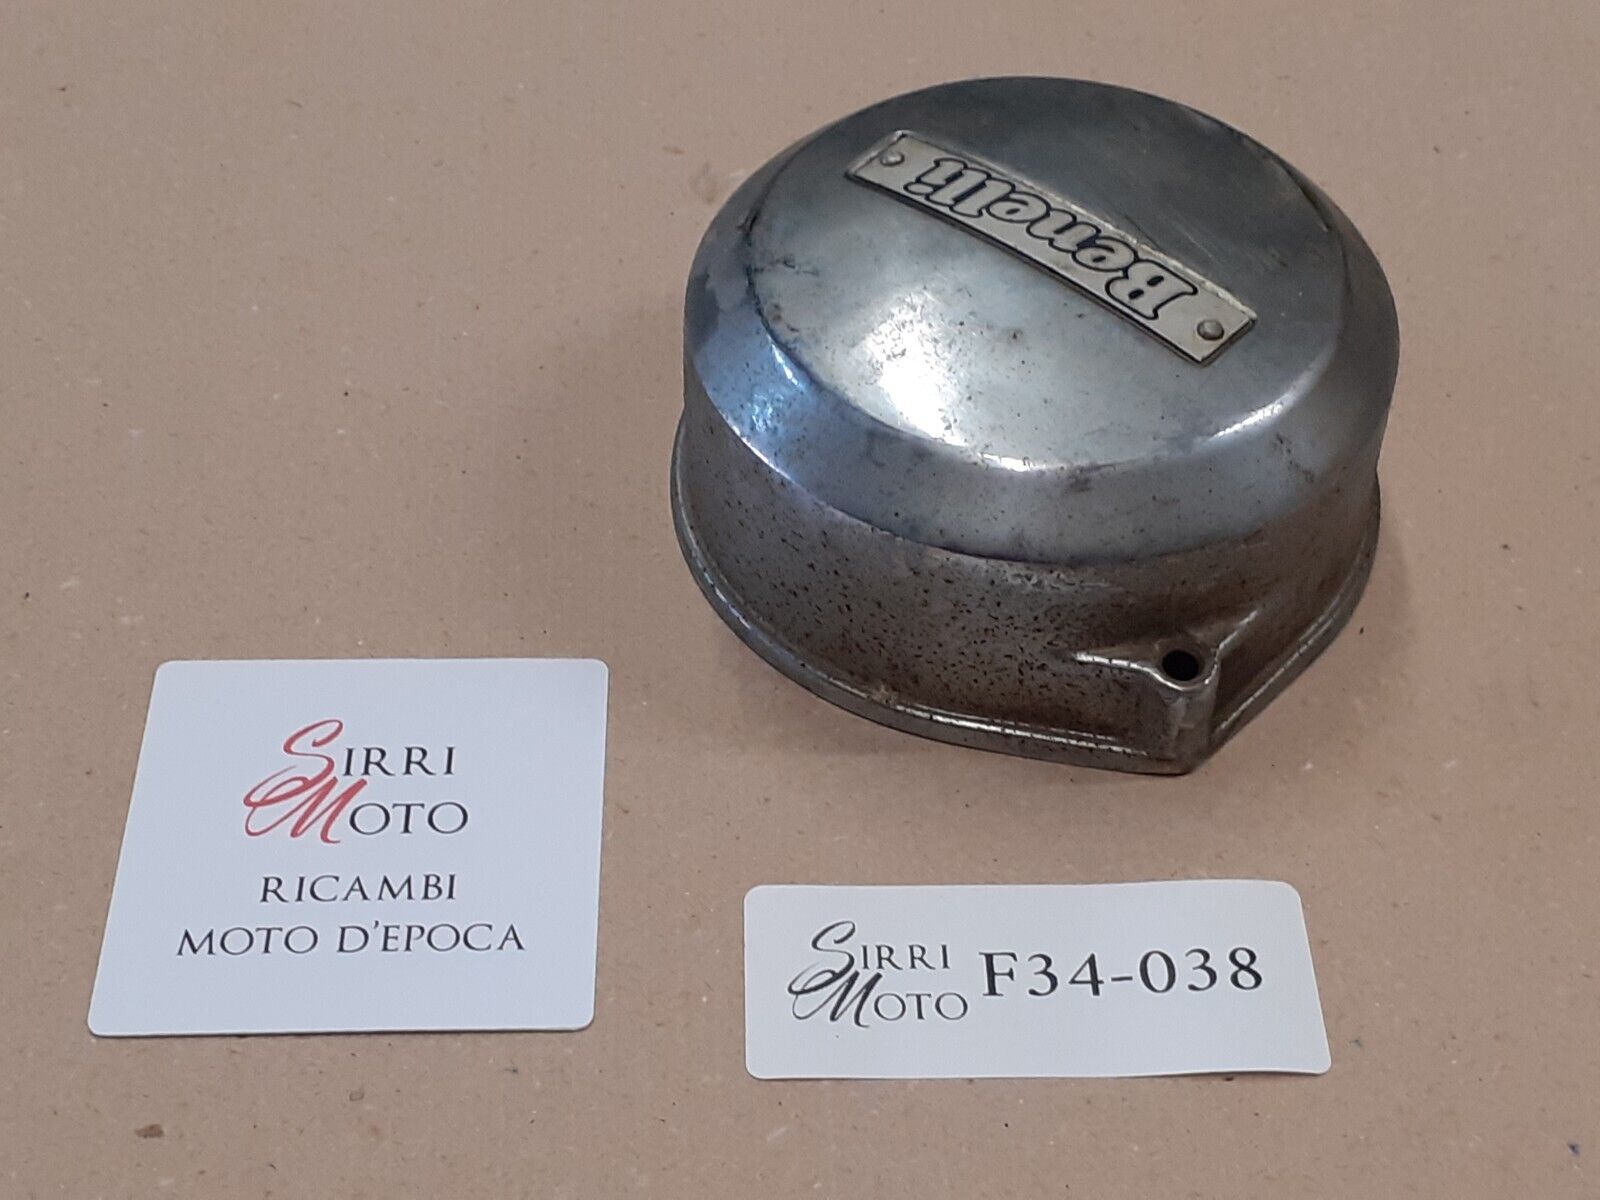 Benelli
SIRRI
MOTO
RICAMBI
MOTO D'EPOCA
SIRRI
MOTO
F34-038